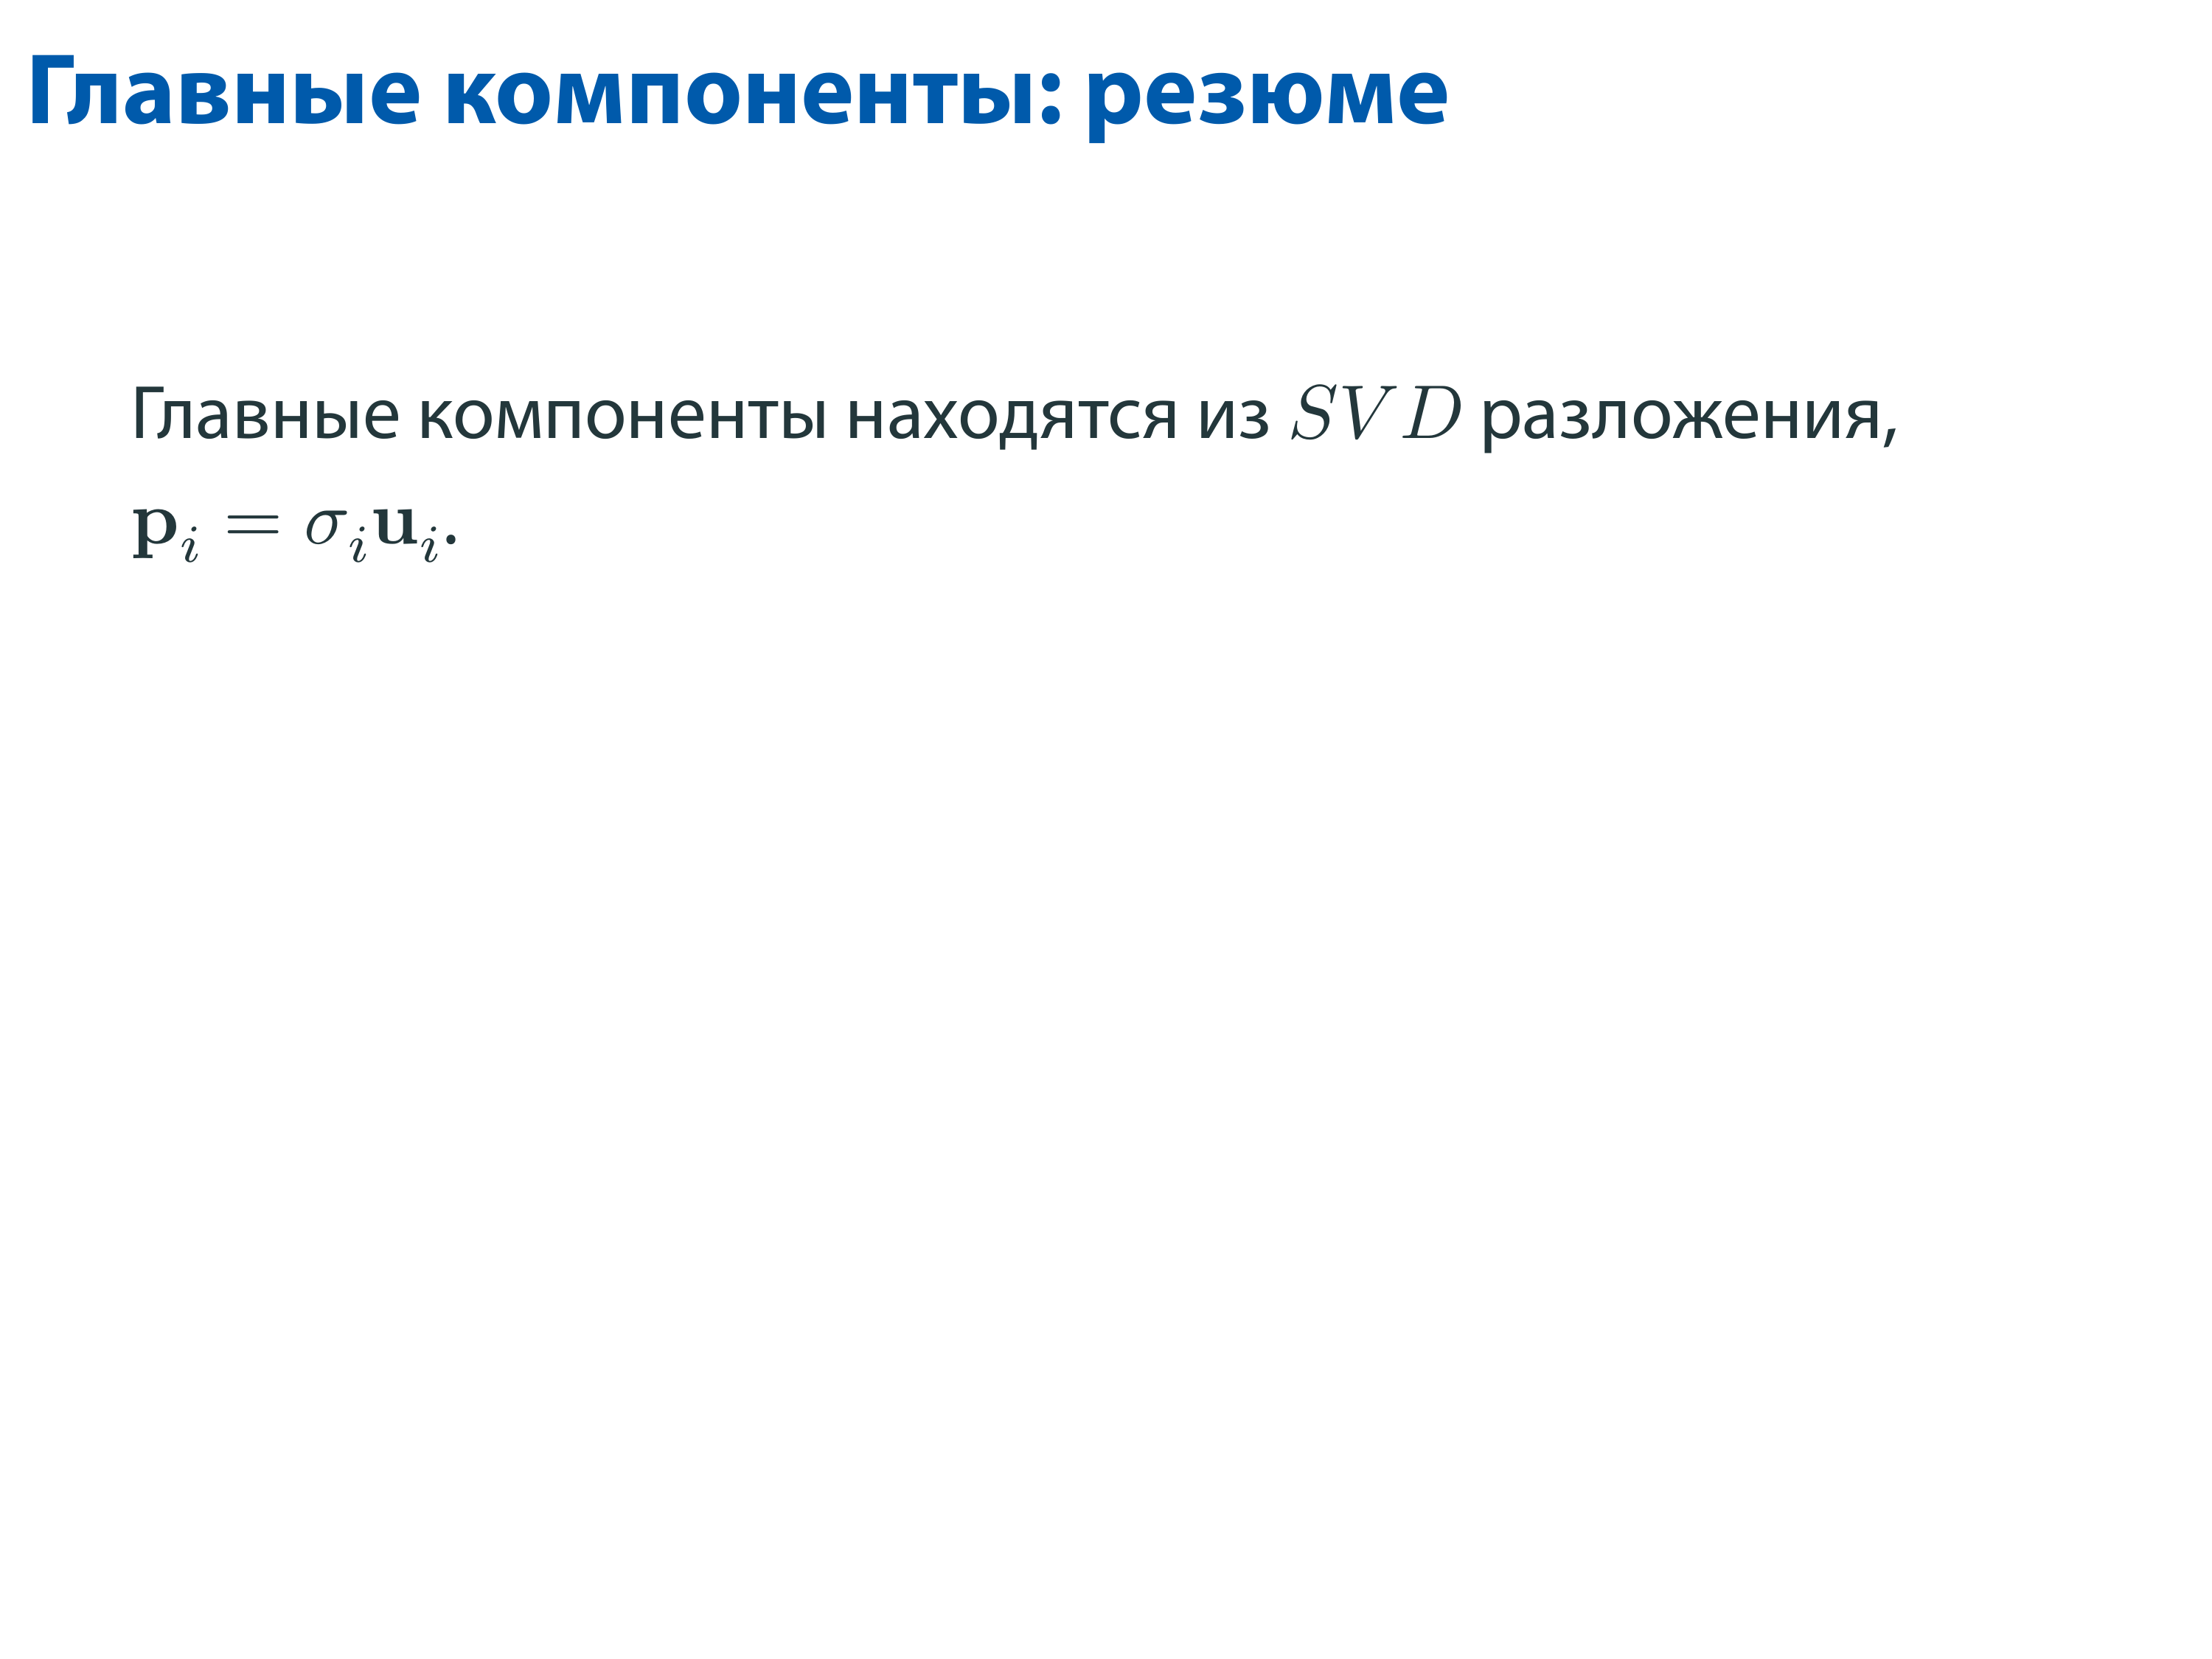 Главные компоненты: резюме
Главные компоненты находятся из SVD разложения,
𝐩ᵢ = σᵢ𝐮ᵢ.